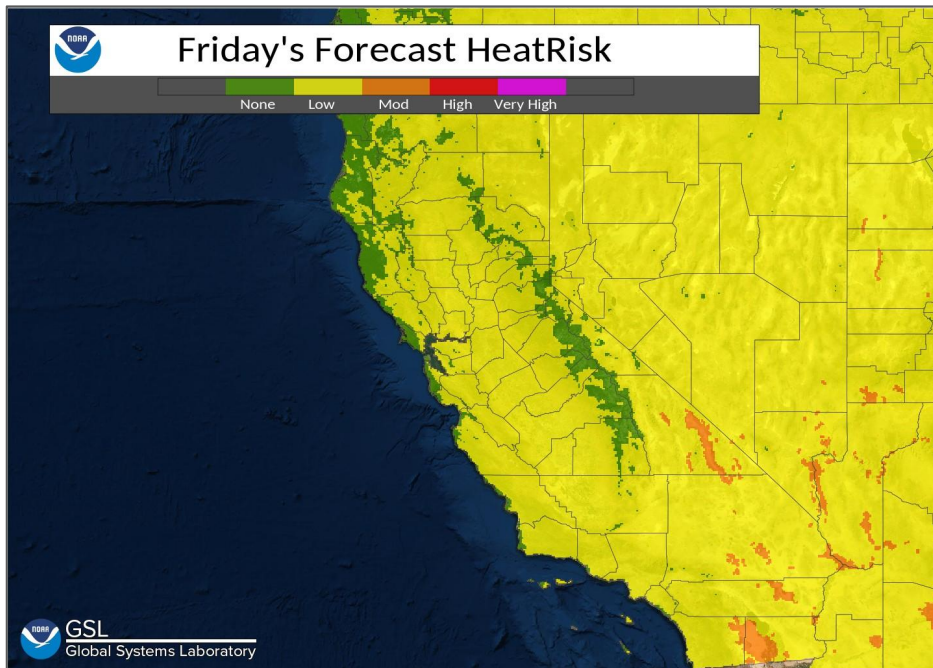 NOAA
Friday's Forecast HeatRisk
None Low Mod High Very High
NOAA
GSL
Global Systems Laboratory